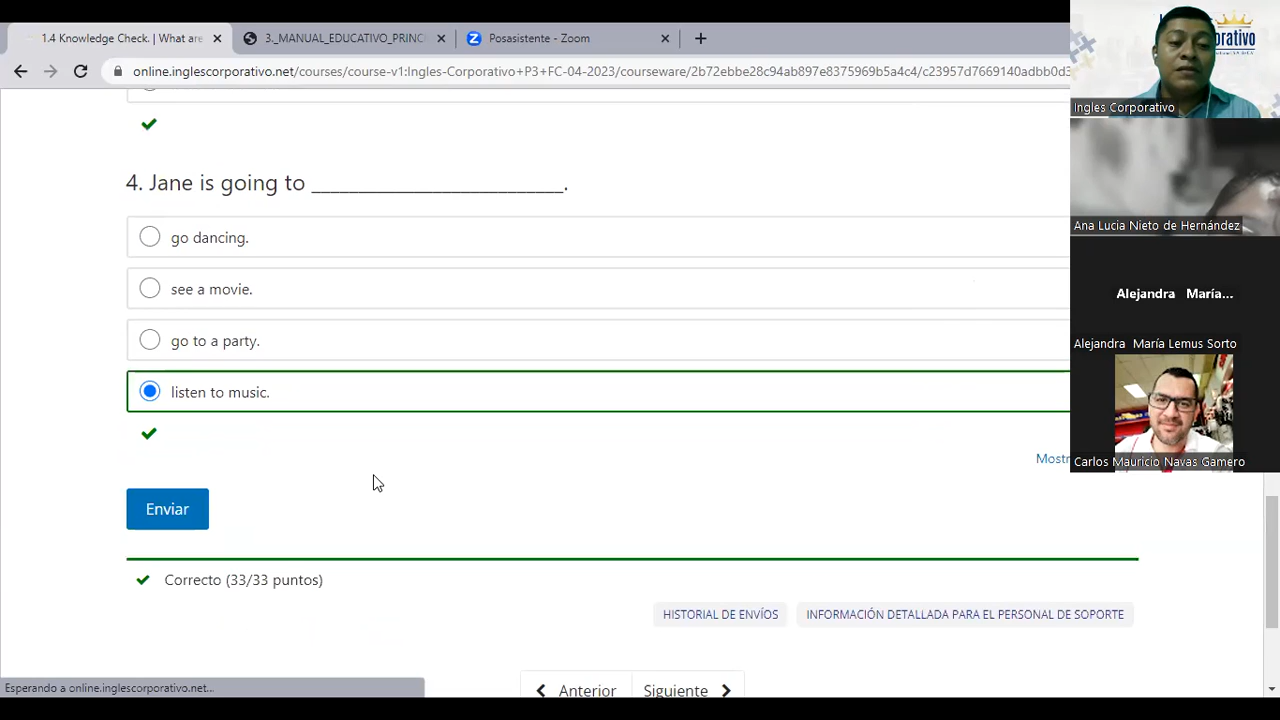 1.4 Knowledge Check. | What are
3._MANUAL_EDUCATIVO_PRINC
Posasistente - Zoom
online.inglescorporativo.net/courses/course-v1:Ingles-Corporativo+P3+FC-04-2023/courseware/2b72ebbe28c94ab897e8375969b5a4c4/c23957d7669140adbb0d3
4. Jane is going to ___________________________.
go dancing.
see a movie.
go to a party.
listen to music.
Mostr
Enviar
Correcto (33/33 puntos)
HISTORIAL DE ENVÍOS
INFORMACIÓN DETALLADA PARA EL PERSONAL DE SOPORTE
Anterior
Siguiente
Esperando a online.inglescorporativo.net...
Ingles Corporativo
Ana Lucia Nieto de Hernández
Alejandra María...
Alejandra María Lemus Sorto
Carlos Mauricio Navas Gamero